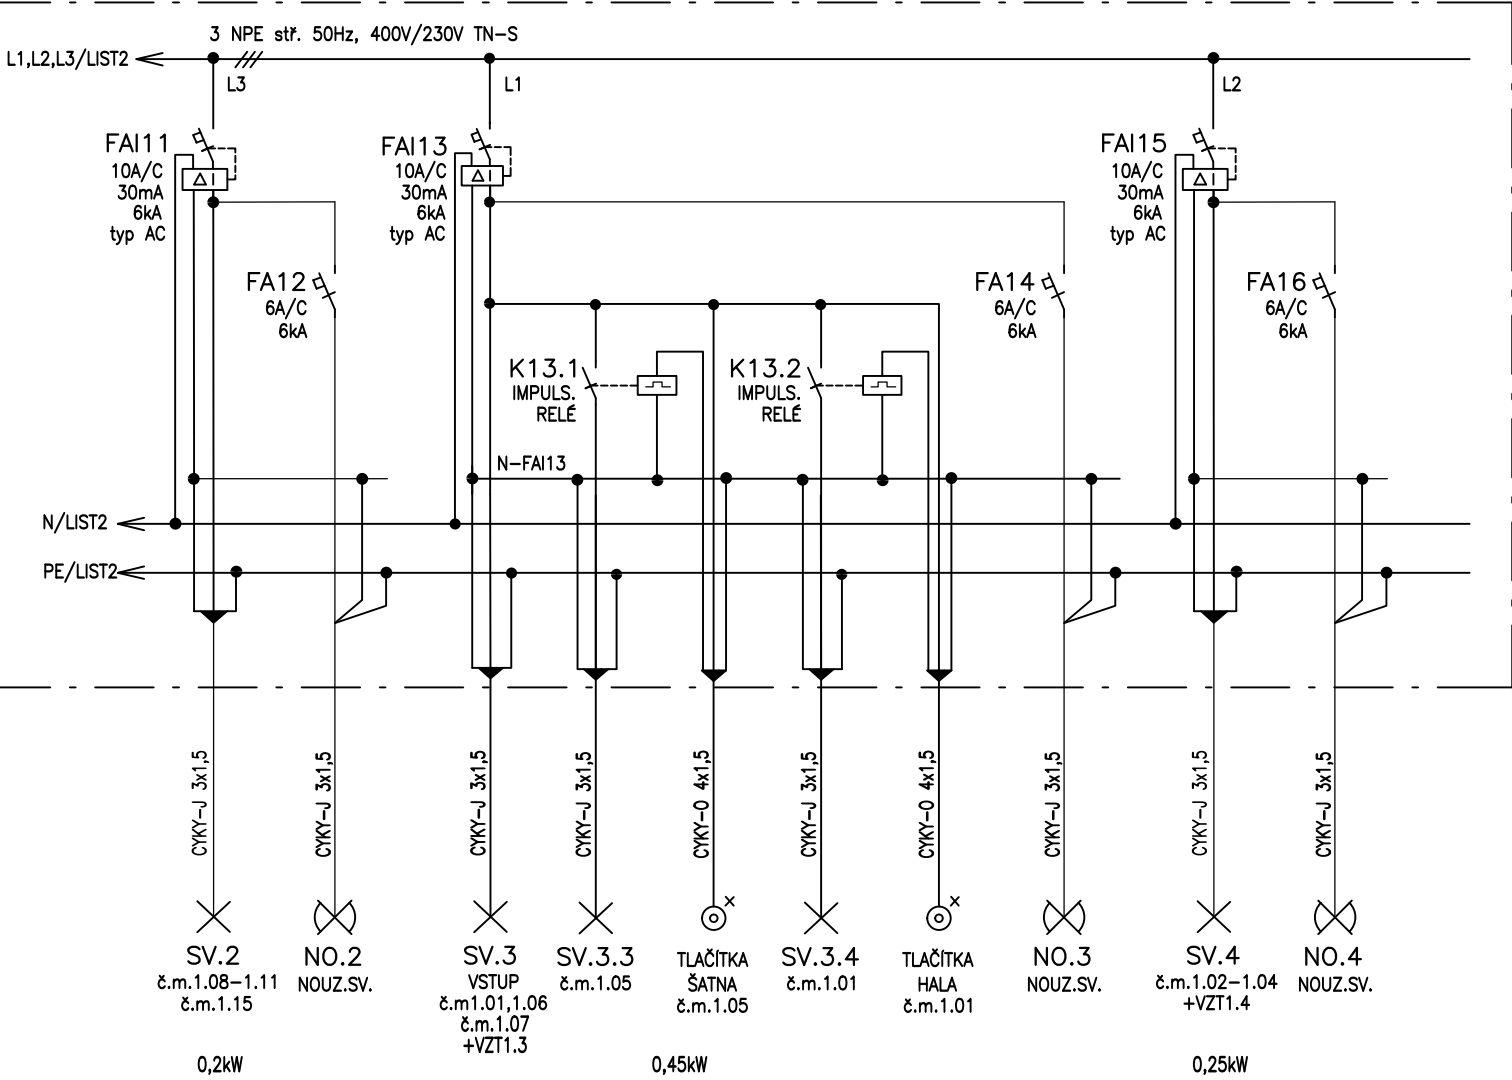 3 NPE stř. 50Hz, 400V/230V TN-S
L1,L2,L3/LIST2
L3
L1
L2
FAI11
10A/C
30mA
6kA
typ AC
FAI13
10A/C
30mA
6kA
typ AC
FAI15
10A/C
30mA
6kA
typ AC
FA12
6A/C
6kA
FA14
6A/C
6kA
FA16
6A/C
6kA
K13.1
IMPULS.
RELÉ
K13.2
IMPULS.
RELÉ
N-FAI13
N/LIST2
PE/LIST2
CYKY-J 3x1,5
CYKY-J 3x1,5
CYKY-J 3x1,5
CYKY-J 3x1,5
CYKY-O 4x1,5
CYKY-J 3x1,5
CYKY-O 4x1,5
CYKY-J 3x1,5
CYKY-J 3x1,5
CYKY-J 3x1,5
x
x
SV.2
č.m.1.08-1.11
č.m.1.15
NO.2
NOUZ.SV.
SV.3
VSTUP
č.m1.01,1.06
č.m.1.07
+VZT1.3
SV.3.3
č.m.1.05
TLAČÍTKA
ŠATNA
č.m.1.05
SV.3.4
č.m.1.01
TLAČÍTKA
HALA
č.m.1.01
NO.3
NOUZ.SV.
SV.4
č.m.1.02-1.04
+VZT1.4
NO.4
NOUZ.SV.
0,2kW
0,45kW
0,25kW